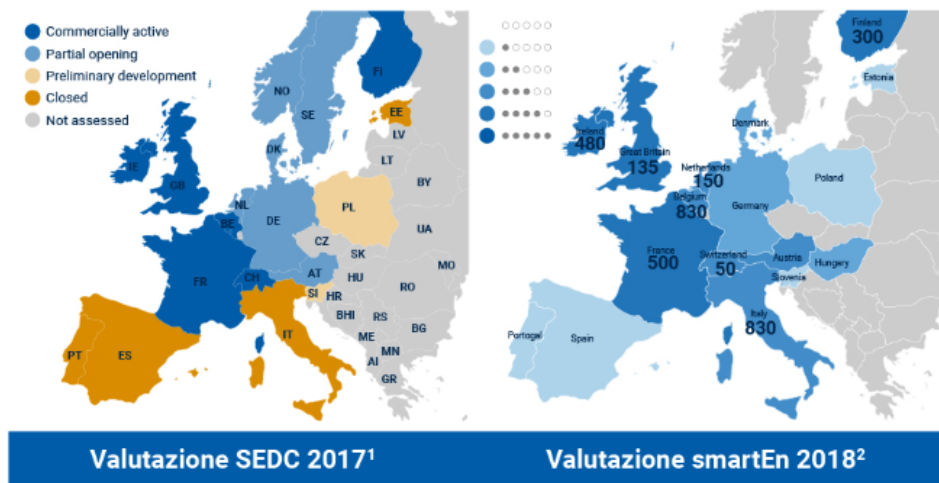 Commercially active
Partial opening
Preliminary development
Closed
Not assessed
FI
NO
SE
EE
LV
DK
LT
IE
GB
BY
NL
PL
DE
BE
UA
CZ
SK
MO
FR
CH
AT
HU
RO
SI
HR
BHI
RS
IT
ME
BG
PT
ES
MN
AI
GR
Finland
300
Estonia
Denmark
Ireland
480
Great Britain
135
Netherlands
150
Poland
Belgium
830
Germany
France
500
Switzerland
50
Austria
Hungary
Slovenia
Italy
830
Portogal
Spain
Valutazione SEDC 2017¹
Valutazione smartEn 2018²